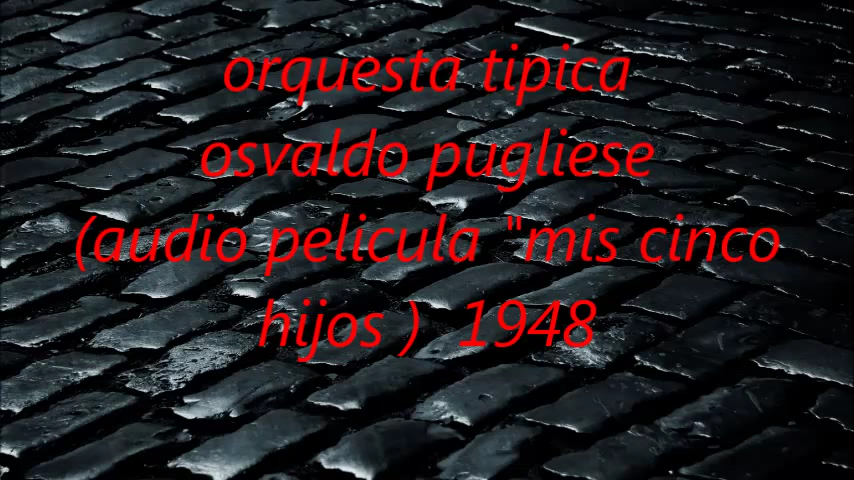 orquesta tipica
osvaldo pugliese
(audio pelicula "mis cinco
hijos )  1948